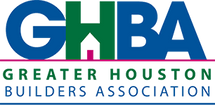 GHBA
GREATER HOUSTON
BUILDERS ASSOCIATION